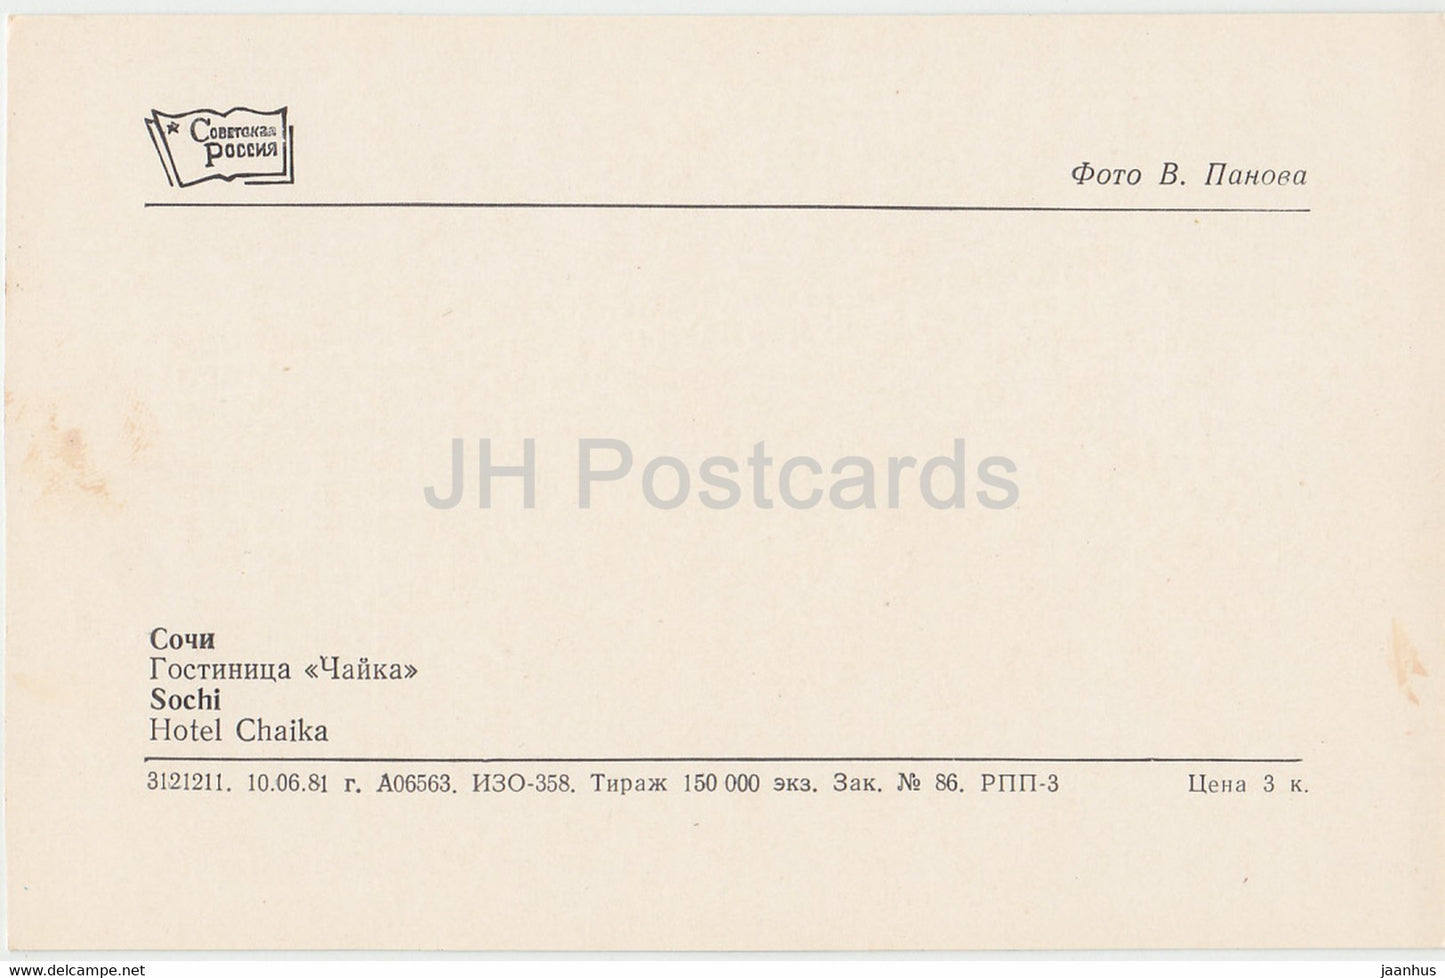 Советская
Россия
Фото В. Панова
JH Postcards
Сочи
Гостиница «Чайка»
Sochi
Hotel Chaika
3121211. 10.06.81 г. А06563. ИЗО-358. Тираж 150 000 экз. Зак. № 86. РПП-3 Цена 3 к.
www.delcampe.net jaanhus